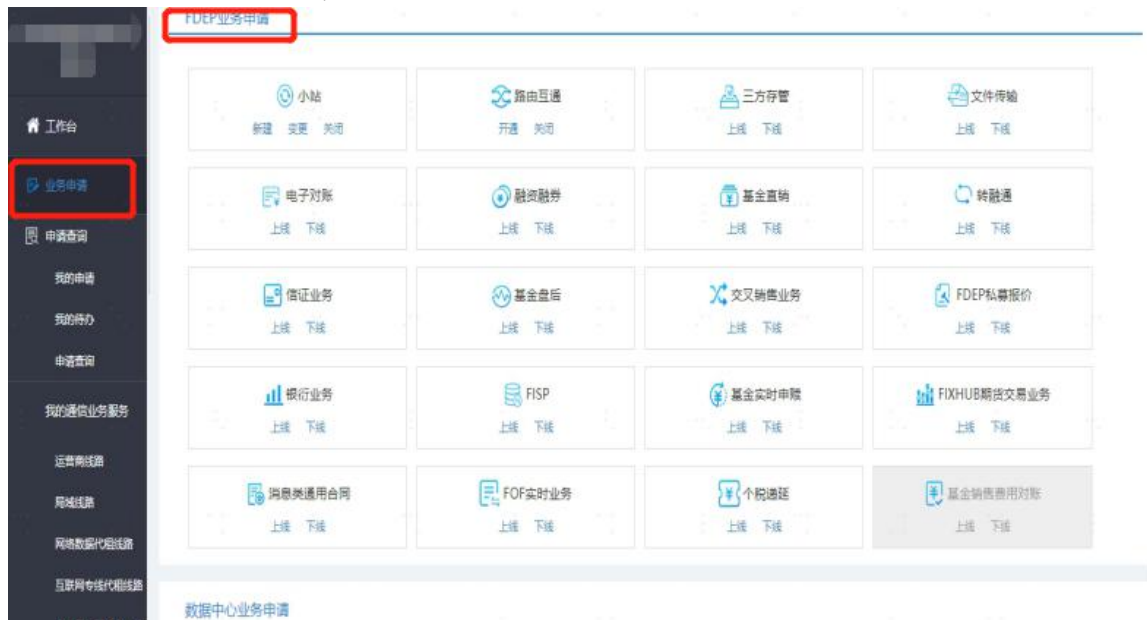 FDEP业务申请
工作台
业务申请
申请查询
我的申请
我的待办
申请查询
我的通信业务服务
运营商线路
局域线路
网络数据代租线路
互联网专线代租线路
小站
新建 变更 关闭
路由互通
开通 关闭
三方存管
上线 下线
文件传输
上线 下线
电子对账
上线 下线
融资融券
上线 下线
基金直销
上线 下线
转融通
上线 下线
信证业务
上线 下线
基金盘后
上线 下线
交叉销售业务
上线 下线
FDEP私募报价
上线 下线
银行业务
上线 下线
FISP
上线 下线
基金实时申赎
上线 下线
FIXHUB期货交易业务
上线 下线
消息类通用合同
上线 下线
FOF实时业务
上线 下线
个税递延
上线 下线
基金销售费用对账
上线 下线
数据中心业务申请